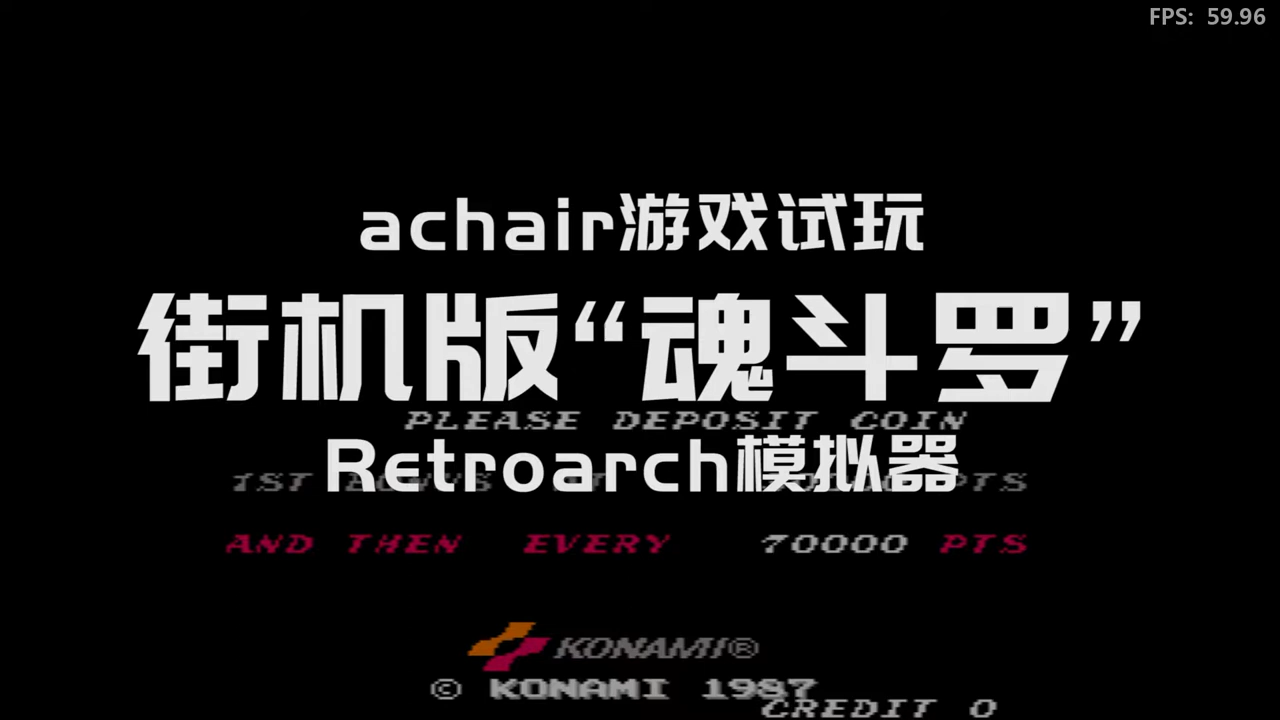 FPS: 59.96
achair游戏试玩
街机版“魂斗罗”
PLEASE DEPOSIT COIN
Retroarch模拟器
1ST BONUS PTS
AND THEN EVERY 70000 PTS
KONAMI®
© KONAMI 1987
CREDIT 0